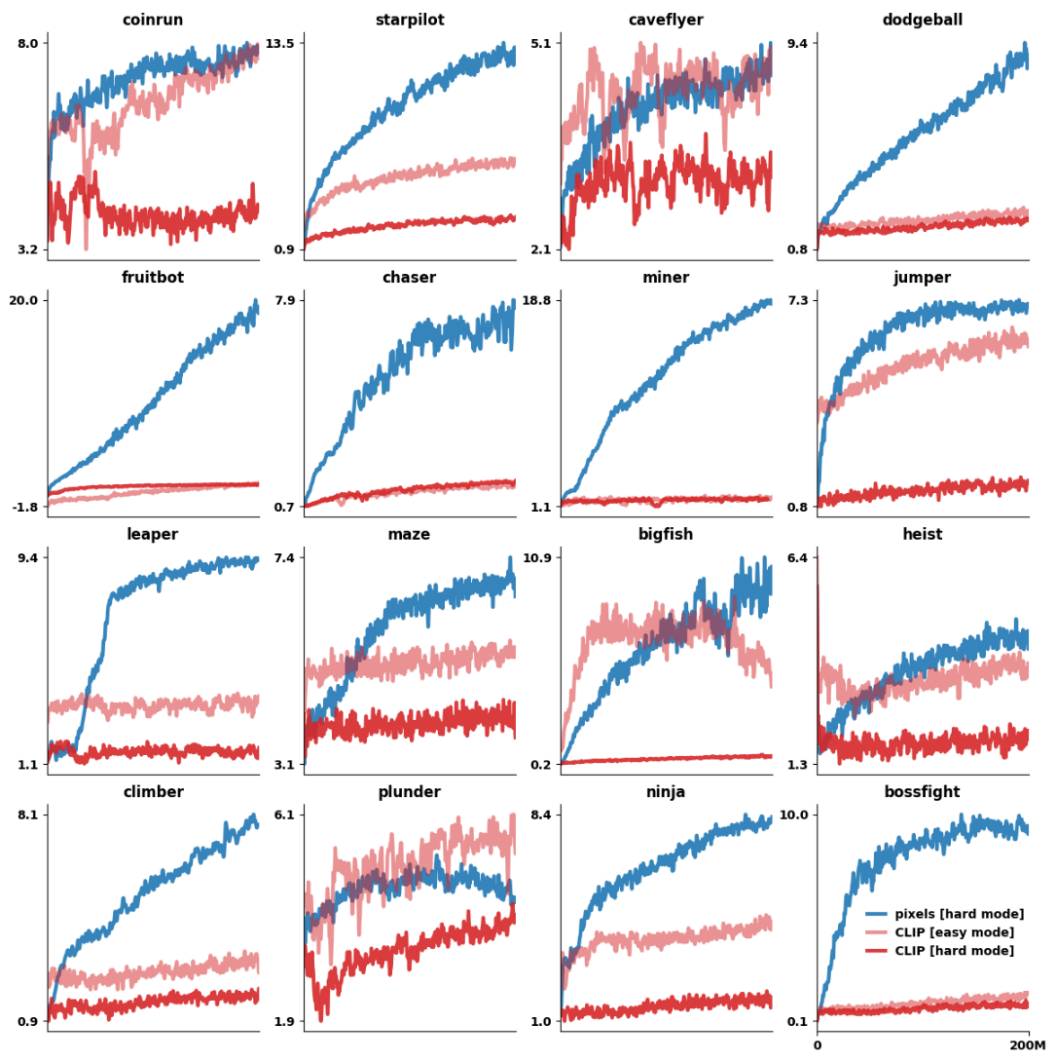 coinrun
8.0
3.2
starpilot
13.5
0.9
caveflyer
5.1
2.1
dodgeball
9.4
0.8
fruitbot
20.0
-1.8
chaser
7.9
0.7
miner
18.8
1.1
jumper
7.3
0.8
leaper
9.4
1.1
maze
7.4
3.1
bigfish
10.9
0.2
heist
6.4
1.3
climber
8.1
0.9
plunder
6.1
1.9
ninja
8.4
1.0
bossfight
10.0
pixels [hard mode]
CLIP [easy mode]
CLIP [hard mode]
0.1
0 200M